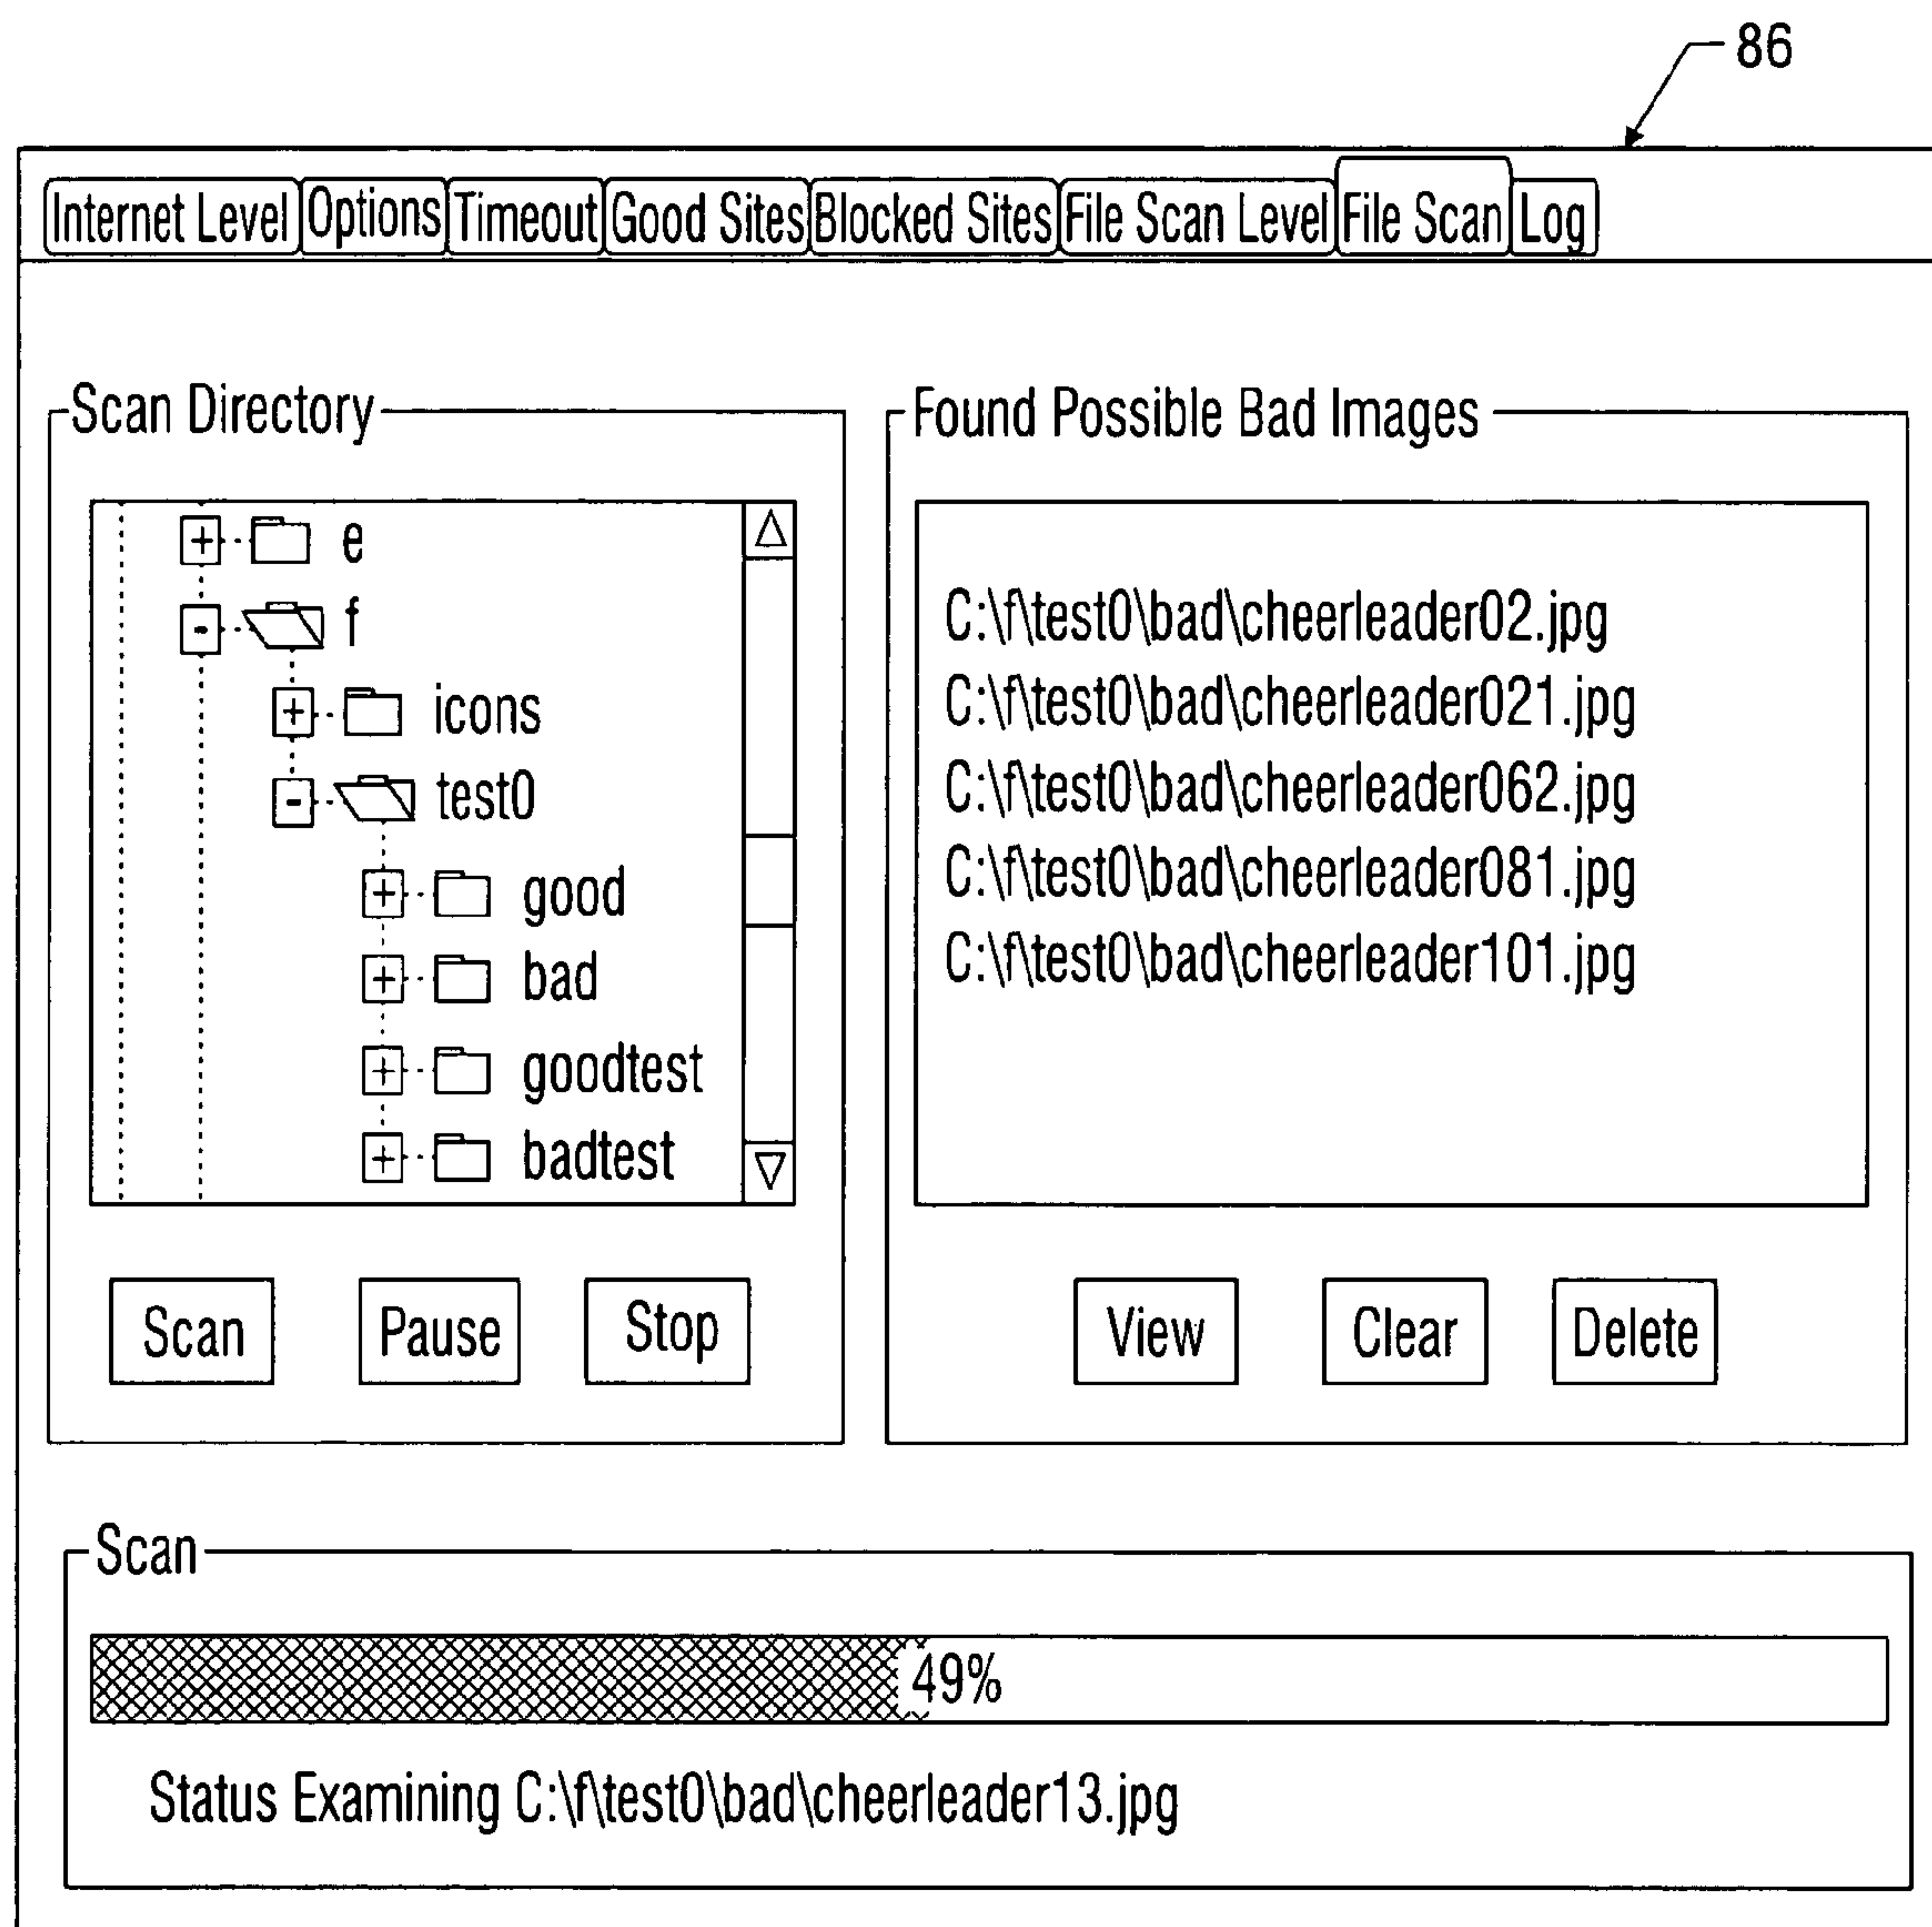 86
Internet Level Options Timeout Good Sites Blocked Sites File Scan Level File Scan Log
Scan Directory
e
f
icons
test0
good
bad
goodtest
badtest
Scan Pause Stop
Found Possible Bad Images
C:\f\test0\bad\cheerleader02.jpg
C:\f\test0\bad\cheerleader021.jpg
C:\f\test0\bad\cheerleader062.jpg
C:\f\test0\bad\cheerleader081.jpg
C:\f\test0\bad\cheerleader101.jpg
View Clear Delete
Scan
49%
Status Examining C:\f\test0\bad\cheerleader13.jpg